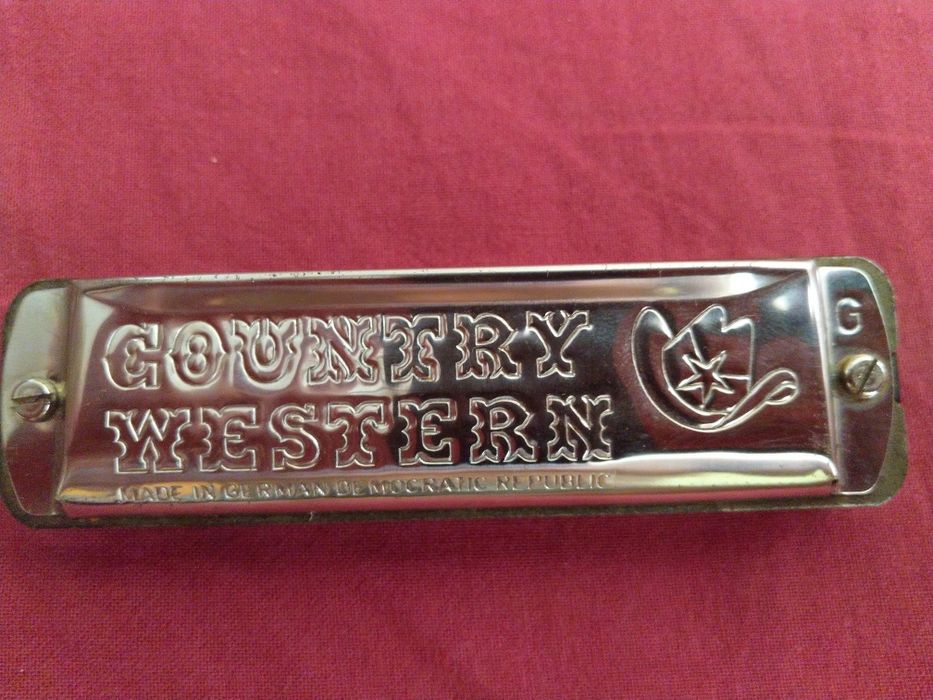 COUNTRY
WESTERN
G
MADE IN GERMAN DEMOCRATIC REPUBLIC